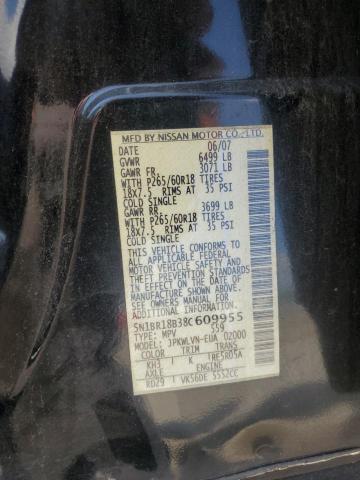 MFD BY NISSAN MOTOR CO.,LTD.
DATE 06/07
GVWR 6499 LB
GAWR FR. 3071 LB
WITH P265/60R18 TIRES
18X7.5 RIMS AT 35 PSI
COLD SINGLE
GAWR RR. 3699 LB
WITH P265/60R18 TIRES
18X7.5 RIMS AT 35 PSI
COLD SINGLE
THIS VEHICLE CONFORMS TO
ALL APPLICABLE FEDERAL
MOTOR VEHICLE SAFETY AND
THEFT PREVENTION STANDARDS
IN EFFECT ON THE DATE OF
MANUFACTURE SHOWN ABOVE.
SEE OWNERS MANUAL FOR
ADDITIONAL INFORMATION
5N1BR18B38C609955
TYPE: MPV 559
MODEL: JPKWLVN-EUA 02000
COLOR TRIM TRANS
KH3 K RE5R05A
AXLE ENGINE
RD29 VK56DE 5552CC